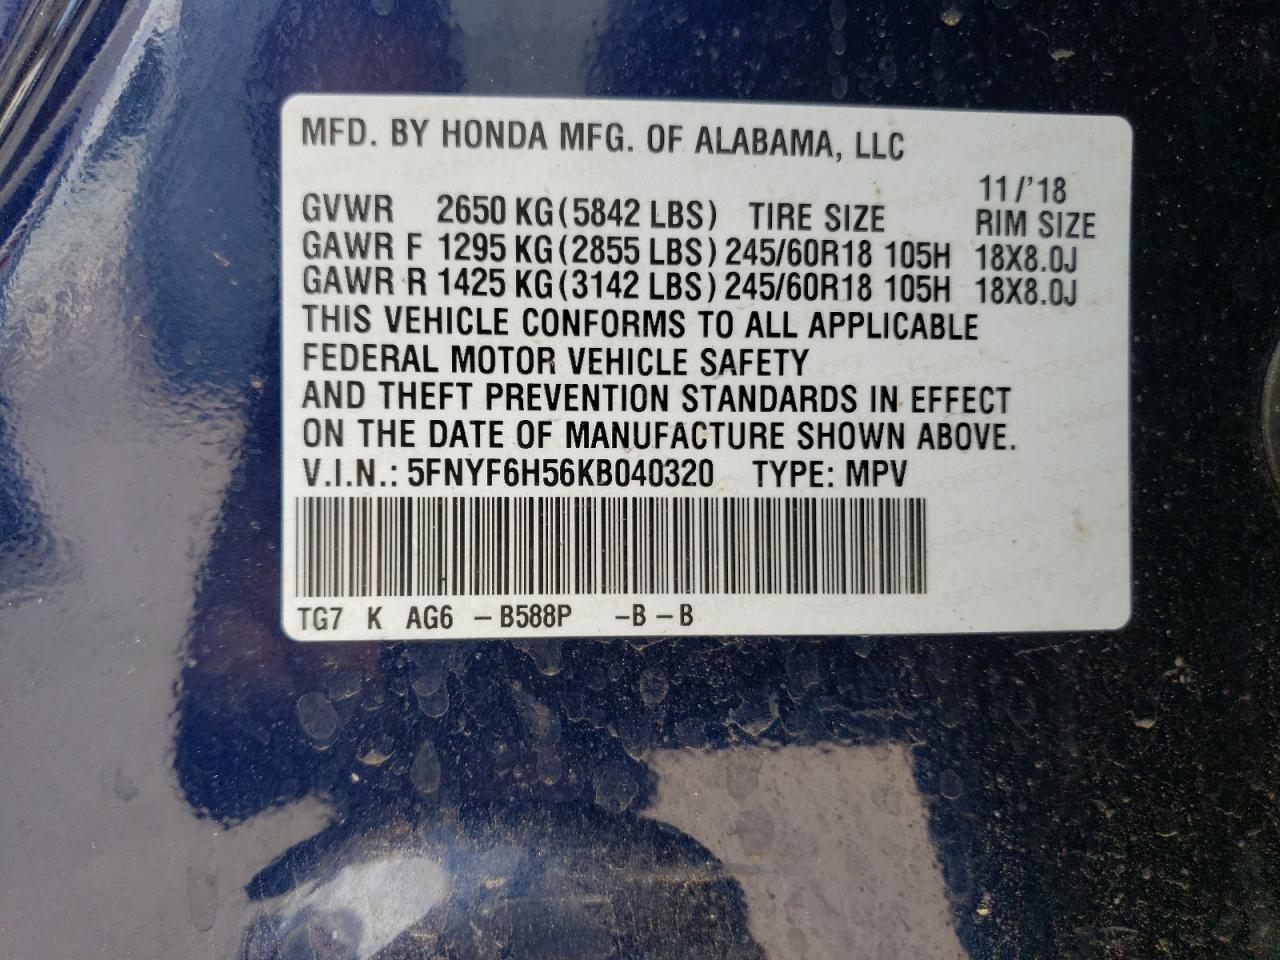 MFD. BY HONDA MFG. OF ALABAMA, LLC
11/'18
GVWR 2650 KG(5842 LBS) TIRE SIZE RIM SIZE
GAWR F 1295 KG(2855 LBS) 245/60R18 105H 18X8.0J
GAWR R 1425 KG(3142 LBS) 245/60R18 105H 18X8.0J
THIS VEHICLE CONFORMS TO ALL APPLICABLE
FEDERAL MOTOR VEHICLE SAFETY
AND THEFT PREVENTION STANDARDS IN EFFECT
ON THE DATE OF MANUFACTURE SHOWN ABOVE.
V.I.N.: 5FNYF6H56KB040320 TYPE: MPV
TG7 K AG6 – B588P –B – B